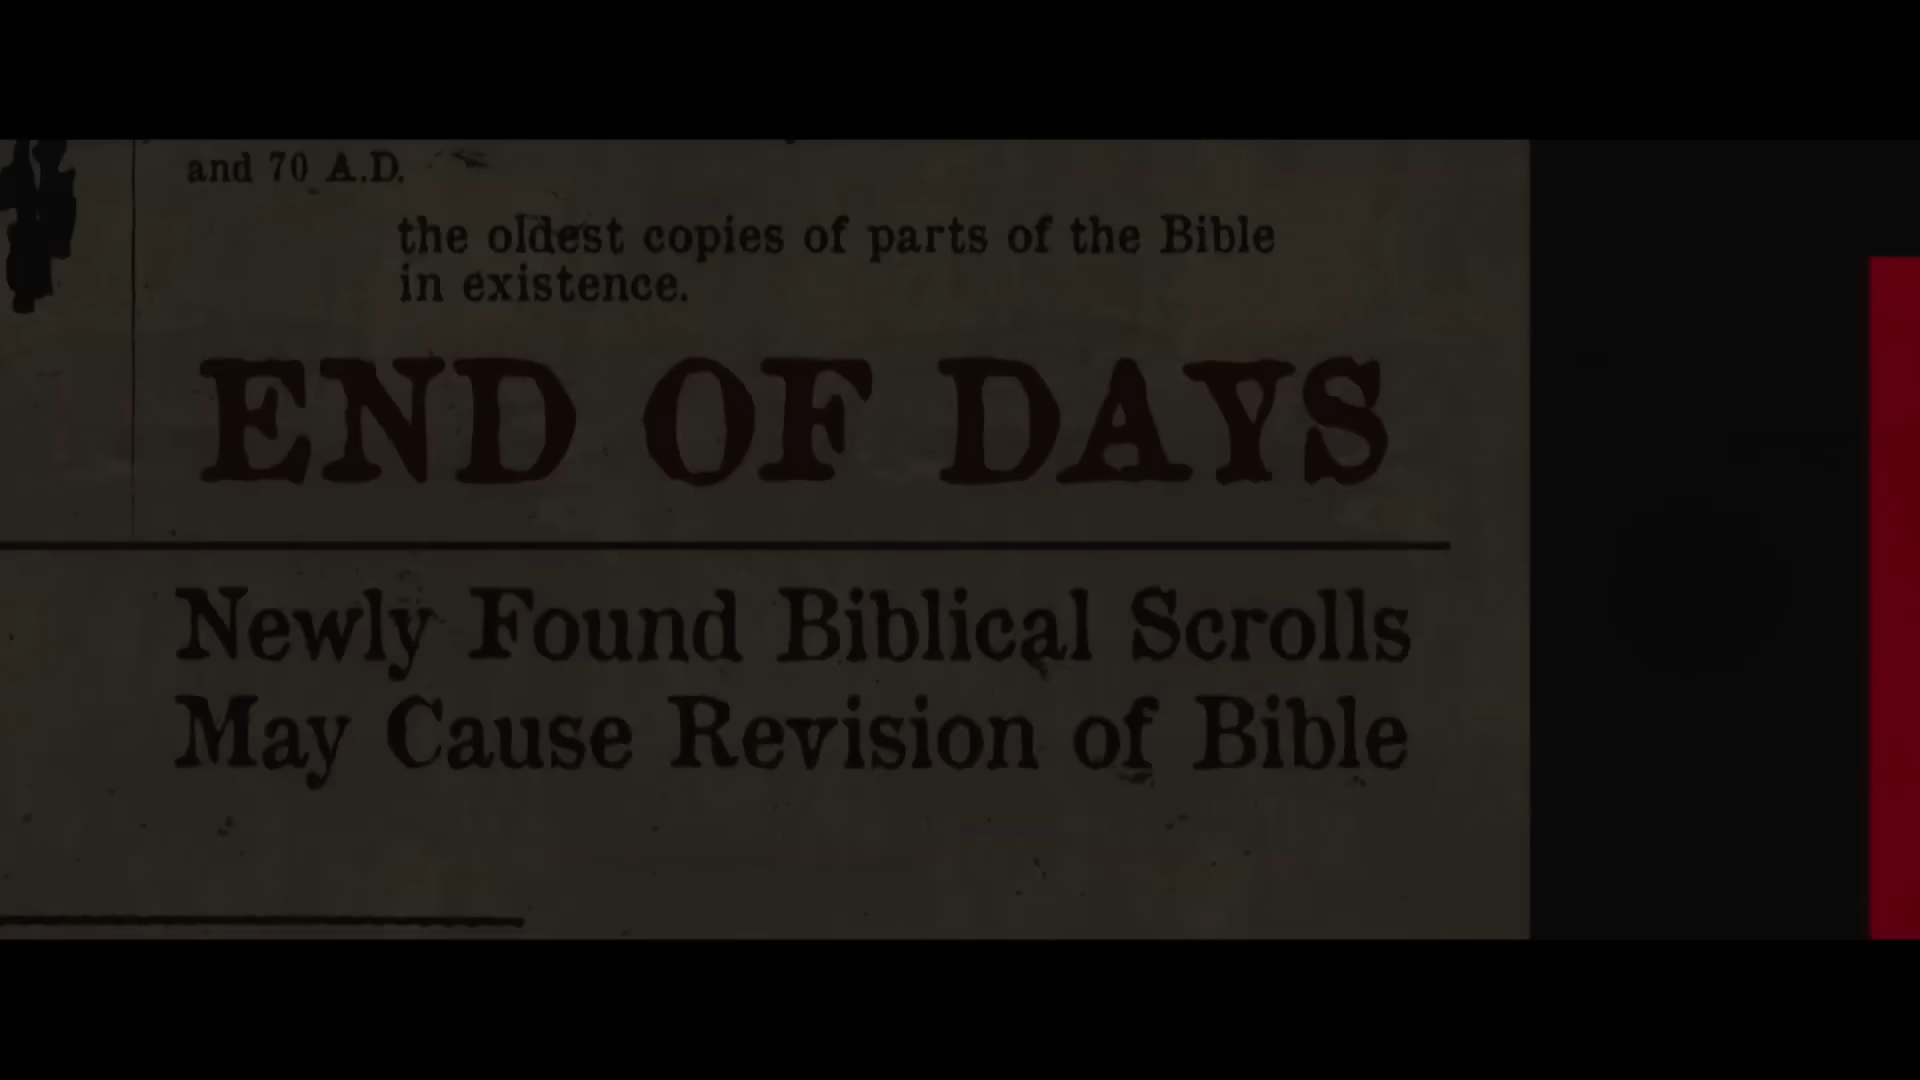 and 70 A.D.
the oldest copies of parts of the Bible
in existence.
END OF DAYS
Newly Found Biblical Scrolls
May Cause Revision of Bible